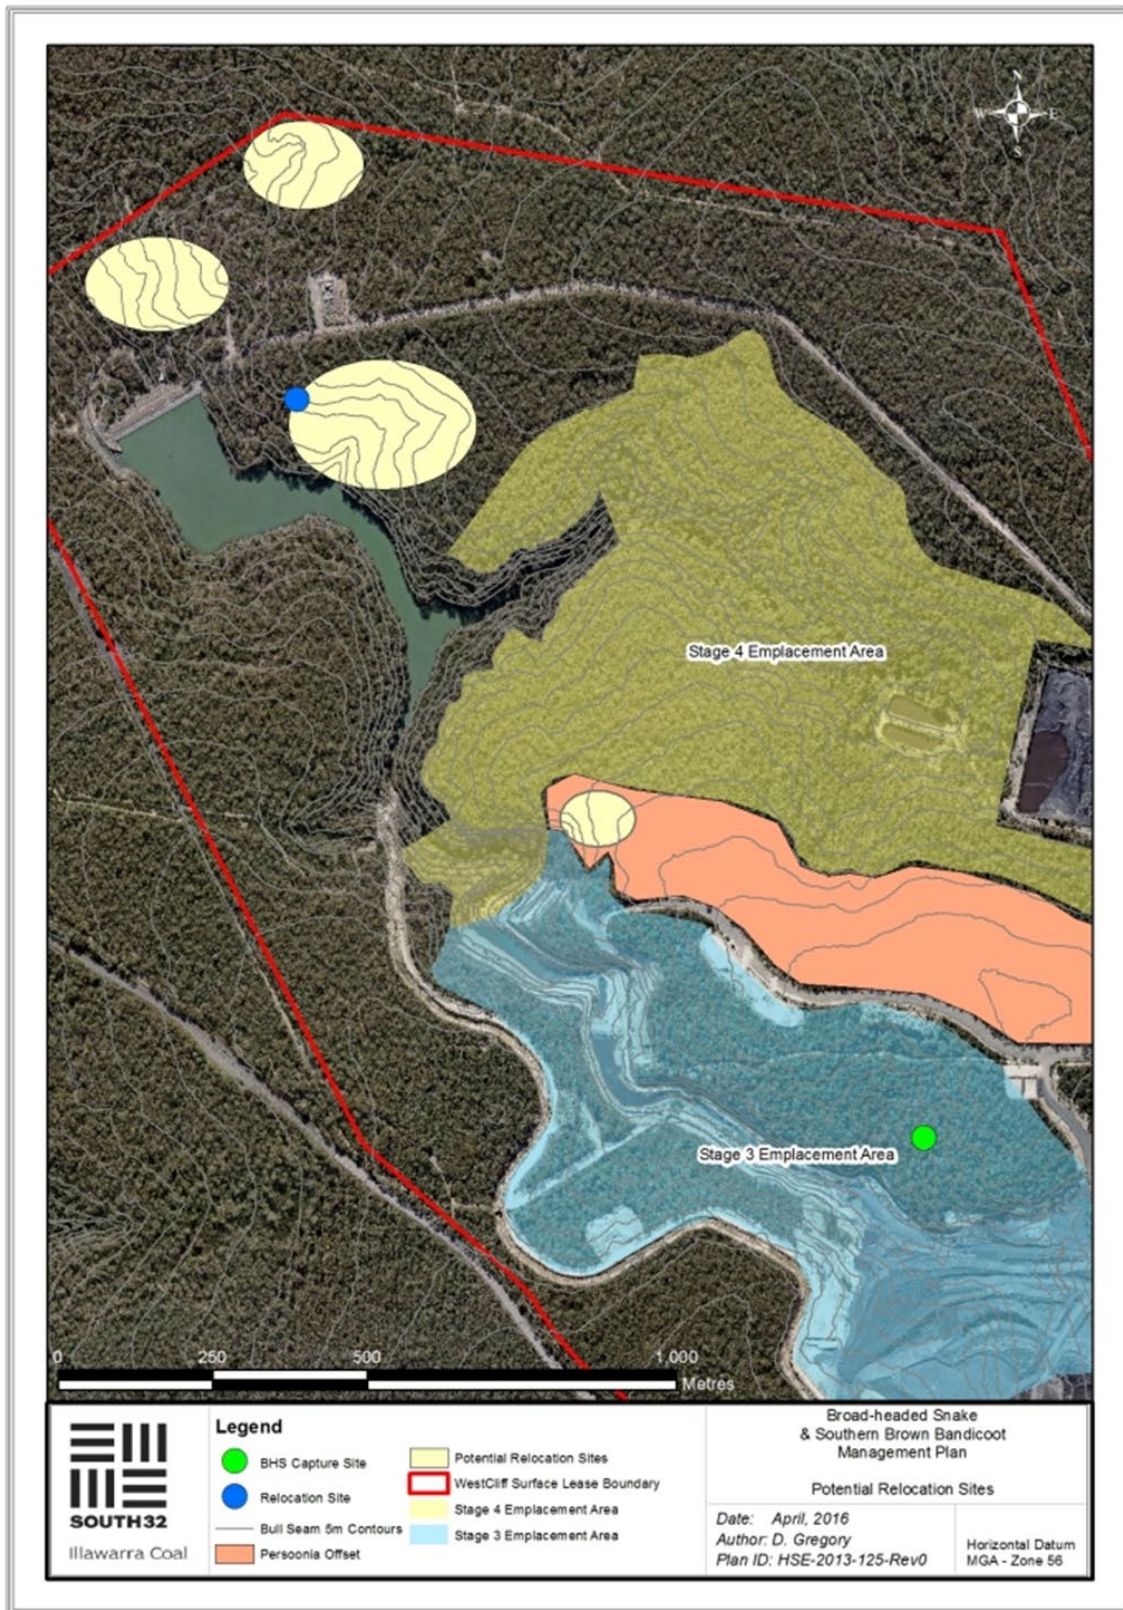 N
W E
S
Stage 4 Emplacement Area
Stage 3 Emplacement Area
0 250 500 1,000
Metres
SOUTH32
Illawarra Coal
Legend
BHS Capture Site
Relocation Site
Bull Seam 5m Contours
Persoonia Offset
Potential Relocation Sites
WestCliff Surface Lease Boundary
Stage 4 Emplacement Area
Stage 3 Emplacement Area
Broad-headed Snake
& Southern Brown Bandicoot
Management Plan
Potential Relocation Sites
Date: April, 2016
Author: D. Gregory
Plan ID: HSE-2013-125-Rev0
Horizontal Datum
MGA - Zone 56